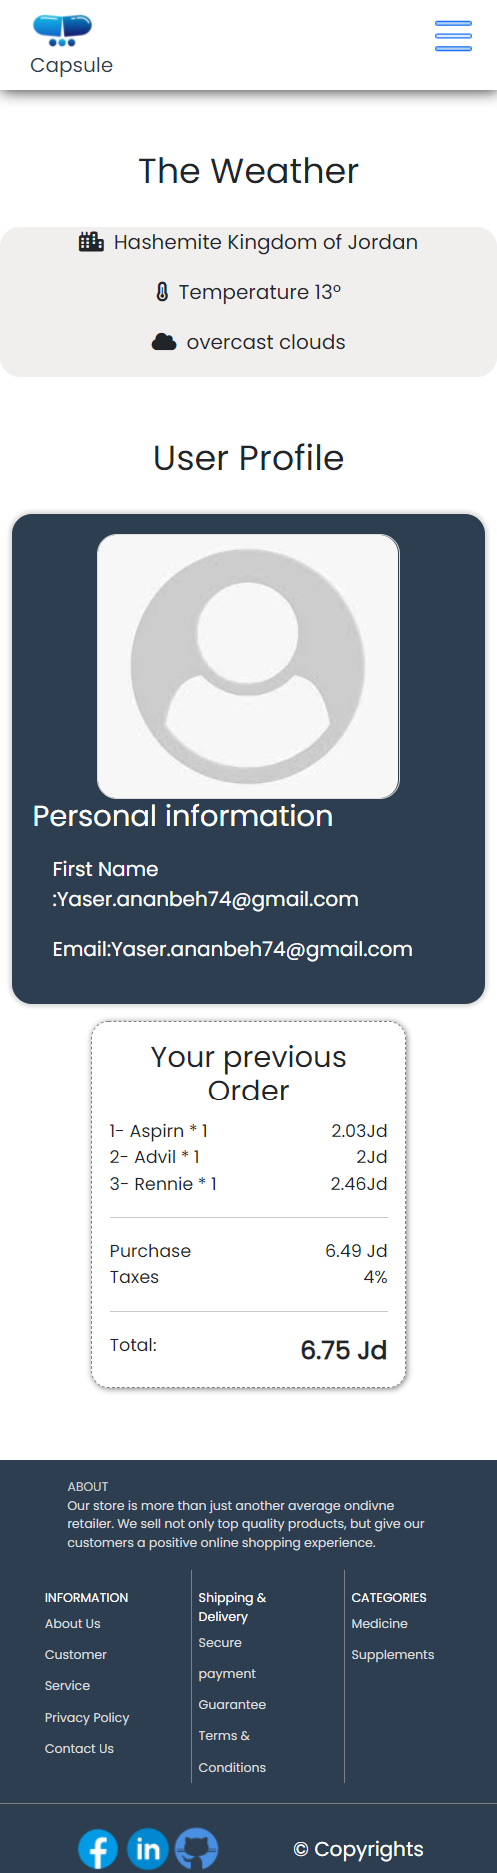 Capsule
The Weather
Hashemite Kingdom of Jordan
Temperature 13°
overcast clouds
User Profile
Personal information
First Name
:Yaser.ananbeh74@gmail.com
Email:Yaser.ananbeh74@gmail.com
Your previous
Order
1- Aspirn * 1 2.03Jd
2- Advil * 1 2Jd
3- Rennie * 1 2.46Jd
Purchase 6.49 Jd
Taxes 4%
Total: 6.75 Jd
ABOUT
Our store is more than just another average ondivne
retailer. We sell not only top quality products, but give our
customers a positive online shopping experience.
INFORMATION
About Us
Customer
Service
Privacy Policy
Contact Us
Shipping &
Delivery
Secure
payment
Guarantee
Terms &
Conditions
CATEGORIES
Medicine
Supplements
© Copyrights